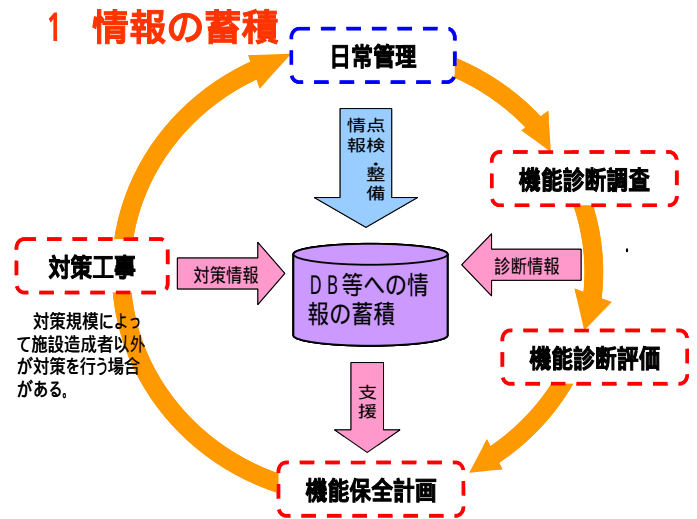 1 情報の蓄積
日常管理
点検・整備
情報
機能診断調査
対策工事
対策情報
DB等への情
報の蓄積
診断情報
対策規模によっ
て施設造成者以外
が対策を行う場合
がある。
機能診断評価
支援
機能保全計画